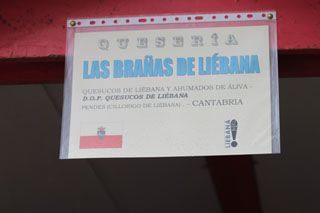 QUESERÍA
LAS BRAÑAS DE LIÉBANA
QUESUCOS DE LIÉBANA Y AHUMADOS DE ALIVA -
D.O.P. QUESUCOS DE LIÉBANA
PENDES (CILLORIGO DE LIÉBANA). - CANTABRIA
LIÉBANA